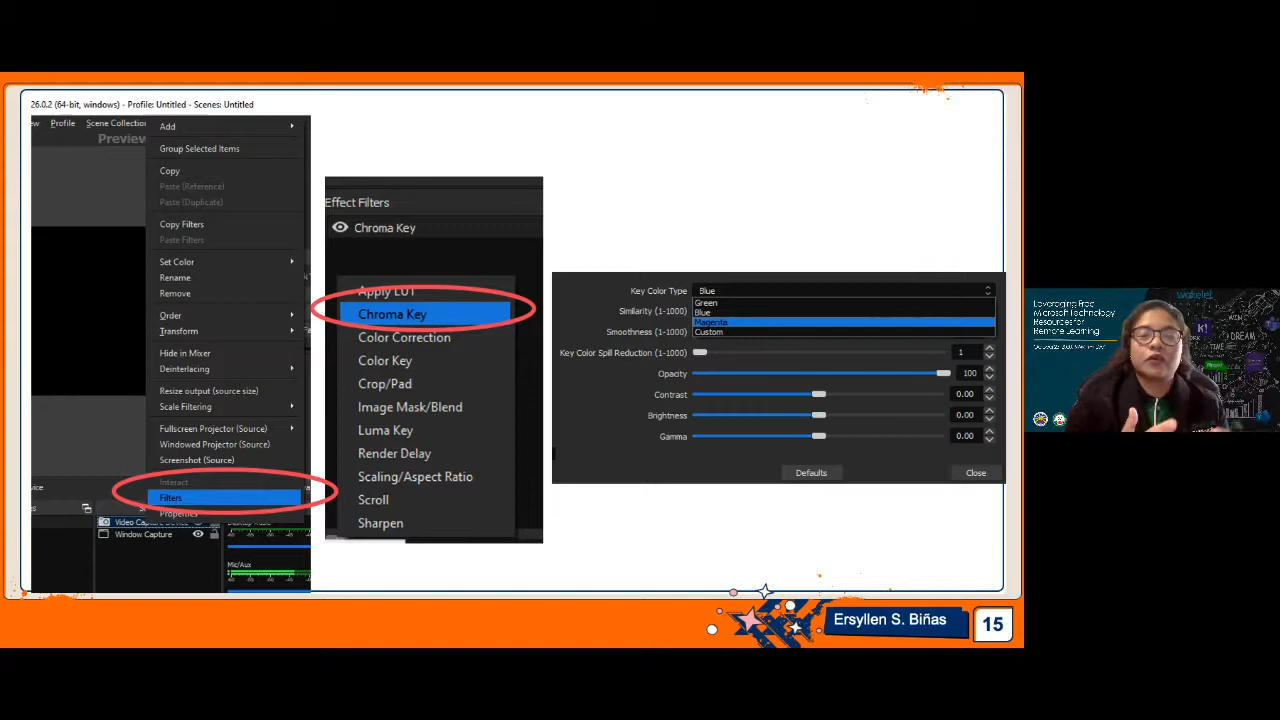 26.0.2 (64-bit, windows) - Profile: Untitled - Scenes: Untitled
Profile
Scene Collection
Preview
Add
Group Selected Items
Copy
Paste (Reference)
Paste (Duplicate)
Copy Filters
Paste Filters
Set Color
Rename
Remove
Order
Transform
Hide in Mixer
Deinterlacing
Resize output (source size)
Scale Filtering
Fullscreen Projector (Source)
Windowed Projector (Source)
Screenshot (Source)
Interact
Filters
Properties
Video Capture Device
Window Capture
Desktop Audio
Mic/Aux
Effect Filters
Chroma Key
Apply LUT
Chroma Key
Color Correction
Color Key
Crop/Pad
Image Mask/Blend
Luma Key
Render Delay
Scaling/Aspect Ratio
Scroll
Sharpen
Key Color Type Blue
Green
Blue
Magenta
Custom
Similarity (1-1000)
Smoothness (1-1000)
Key Color Spill Reduction (1-1000) 1
Opacity 100
Contrast 0.00
Brightness 0.00
Gamma 0.00
Defaults
Close
wakelet
Leveraging Free
Microsoft Technology
Resources for
Remote Learning
Ersyllen S. Biñas
15